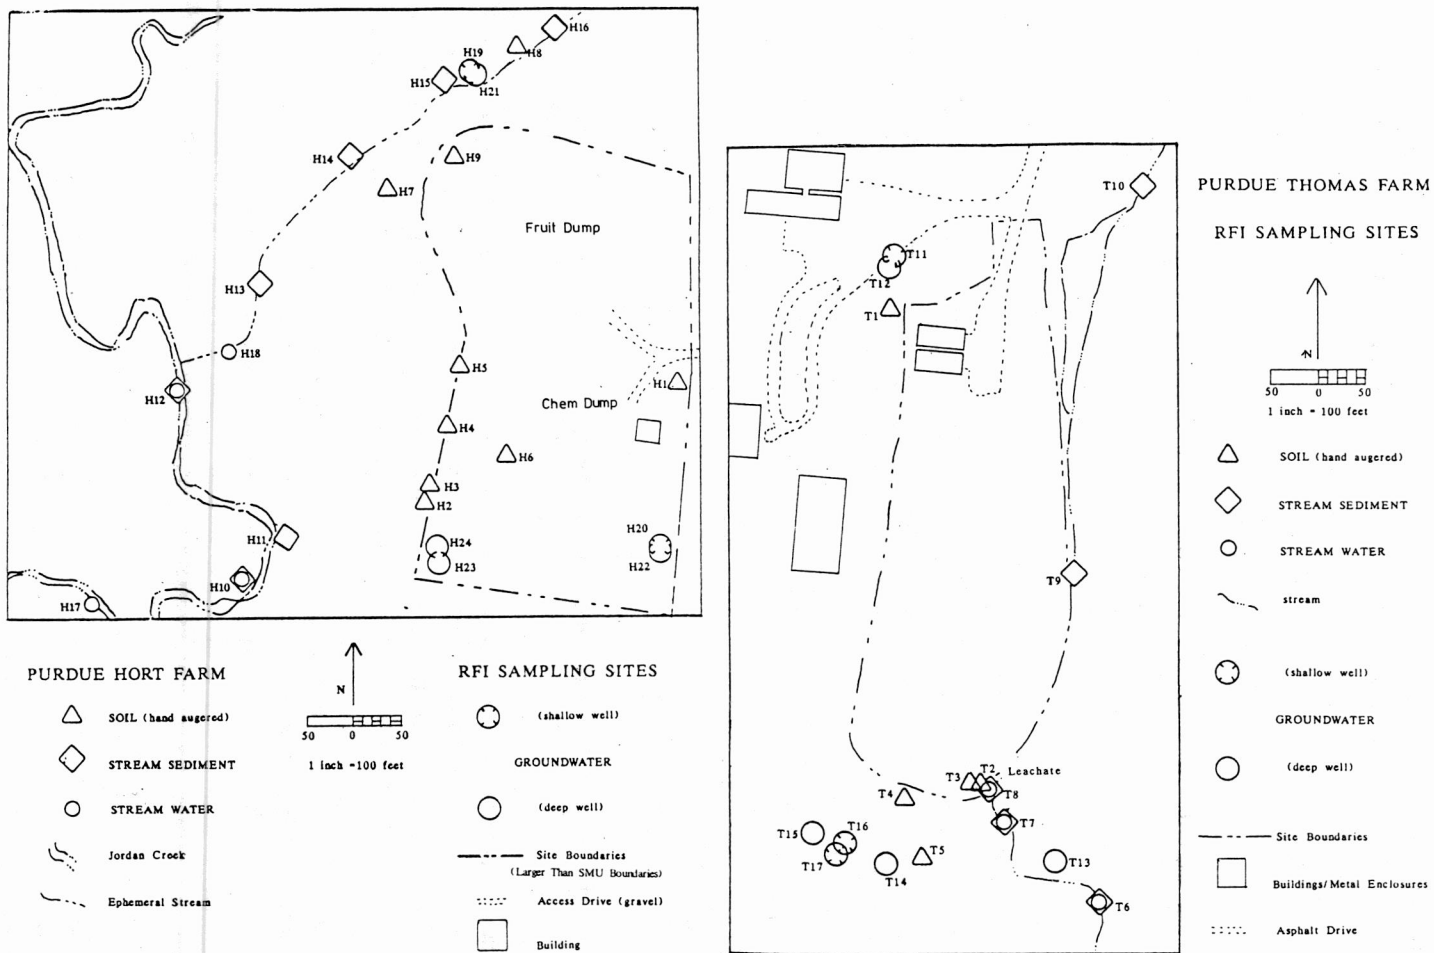 H16
H19
H8
H15
H21
H14
H9
H7
Fruit Dump
H13
H18
H5
H1
H12
Chem Dump
H4
H6
H3
H2
H11
H24
H20
H23
H22
H10
H17
PURDUE HORT FARM
SOIL (hand augered)
STREAM SEDIMENT
STREAM WATER
Jordan Creek
Ephemeral Stream
N
50 0 50
1 inch =100 feet
RFI SAMPLING SITES
(shallow well)
GROUNDWATER
(deep well)
Site Boundaries
(Larger Than SMU Boundaries)
Access Drive (gravel)
Building
T10
T11
T12
T1
T9
T3
T2
Leachate
T8
T4
T7
T15
T16
T5
T13
T17
T14
T6
PURDUE THOMAS FARM
RFI SAMPLING SITES
N
50 0 50
1 inch = 100 feet
SOIL (hand augered)
STREAM SEDIMENT
STREAM WATER
stream
(shallow well)
GROUNDWATER
(deep well)
Site Boundaries
Buildings/Metal Enclosures
Asphalt Drive